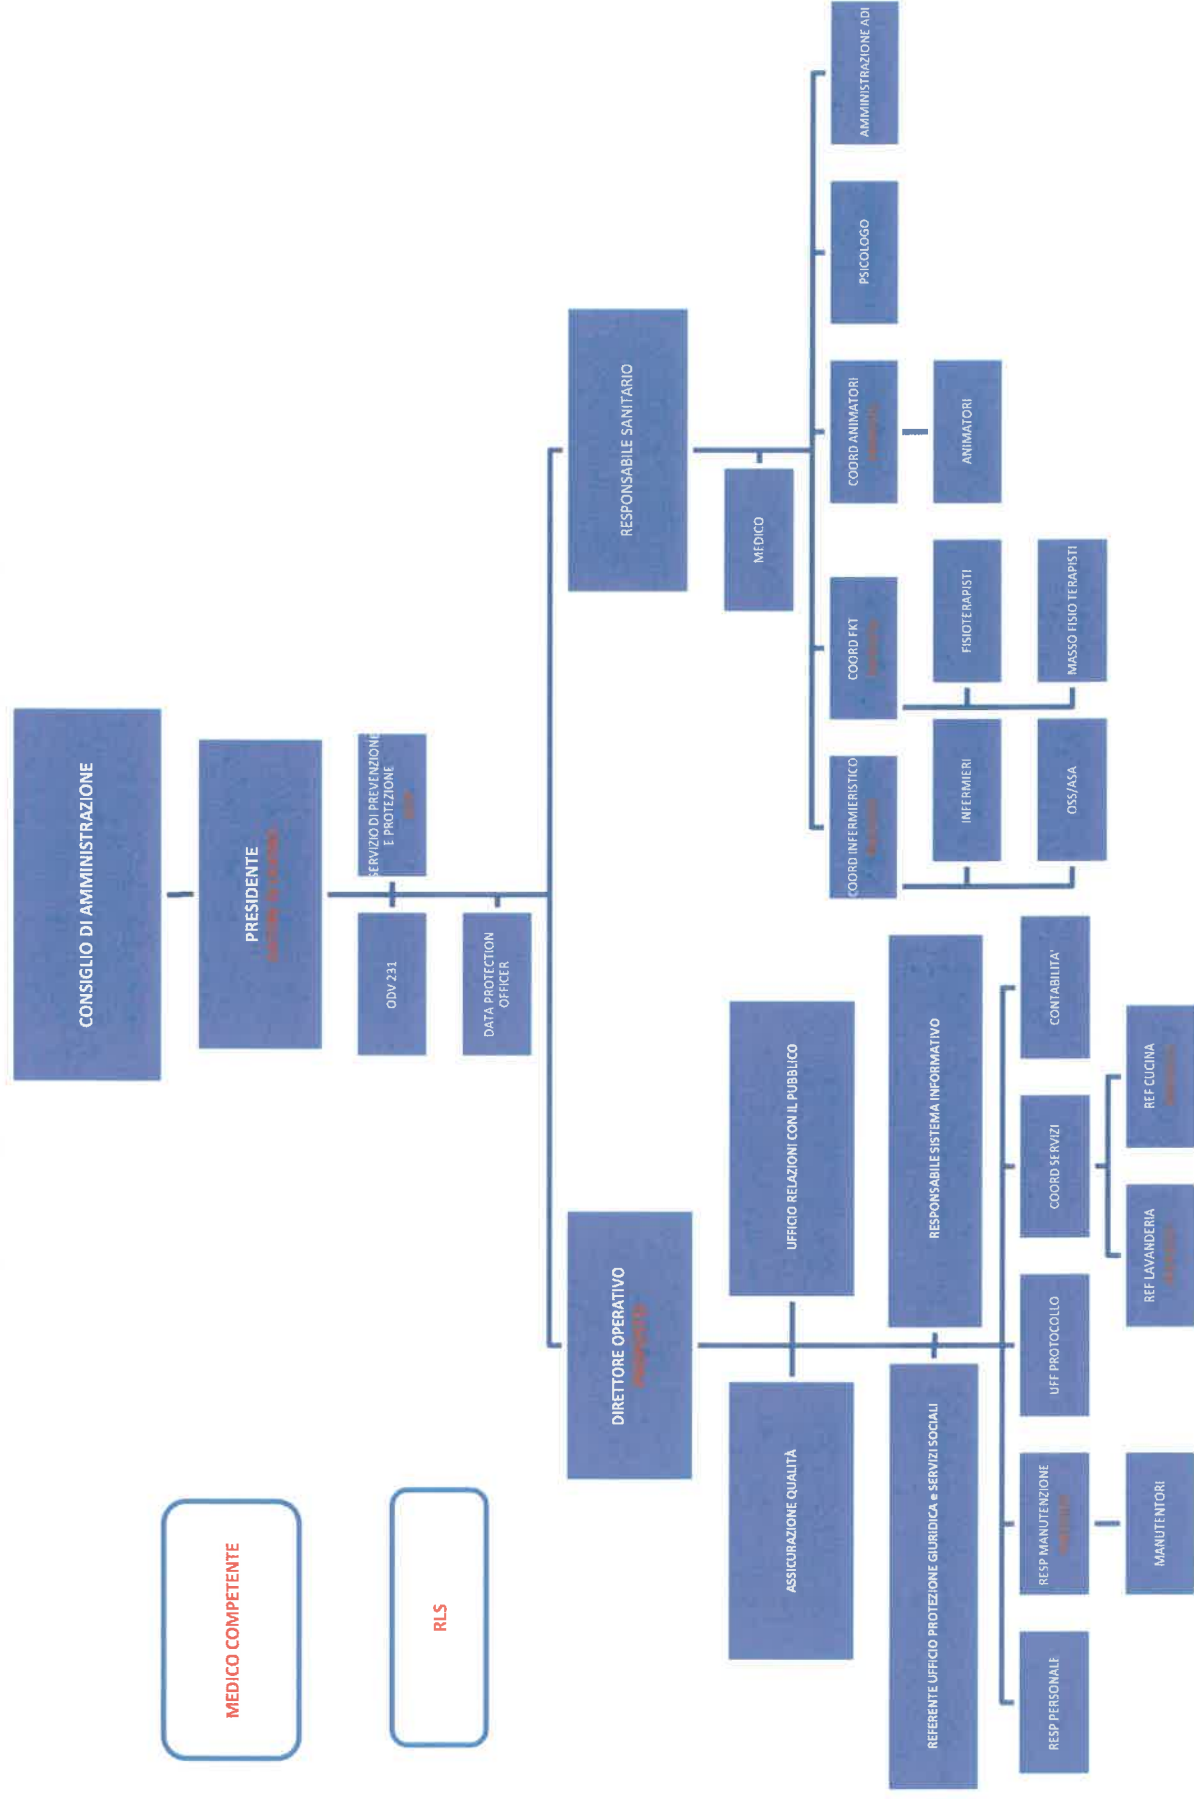 CONSIGLIO DI AMMINISTRAZIONE
PRESIDENTE
SERVIZIO DI PREVENZIONE
E PROTEZIONE
ODV 231
DATA PROTECTION
OFFICER
MEDICO COMPETENTE
RLS
DIRETTORE OPERATIVO
RESPONSABILE SANITARIO
ASSICURAZIONE QUALITÀ
UFFICIO RELAZIONI CON IL PUBBLICO
REFERENTE UFFICIO PROTEZIONE GIURIDICA e SERVIZI SOCIALI
RESPONSABILE SISTEMA INFORMATIVO
RESP PERSONALE
RESP MANUTENZIONE
UFF PROTOCOLLO
COORD SERVIZI
CONTABILITA'
MANUTENTORI
REF LAVANDERIA
REF CUCINA
MEDICO
COORD INFERMIERISTICO
COORD FKT
COORD ANIMATORI
PSICOLOGO
AMMINISTRAZIONE ADI
INFERMIERI
FISIOTERAPISTI
ANIMATORI
OSS/ASA
MASSO FISIO TERAPISTI